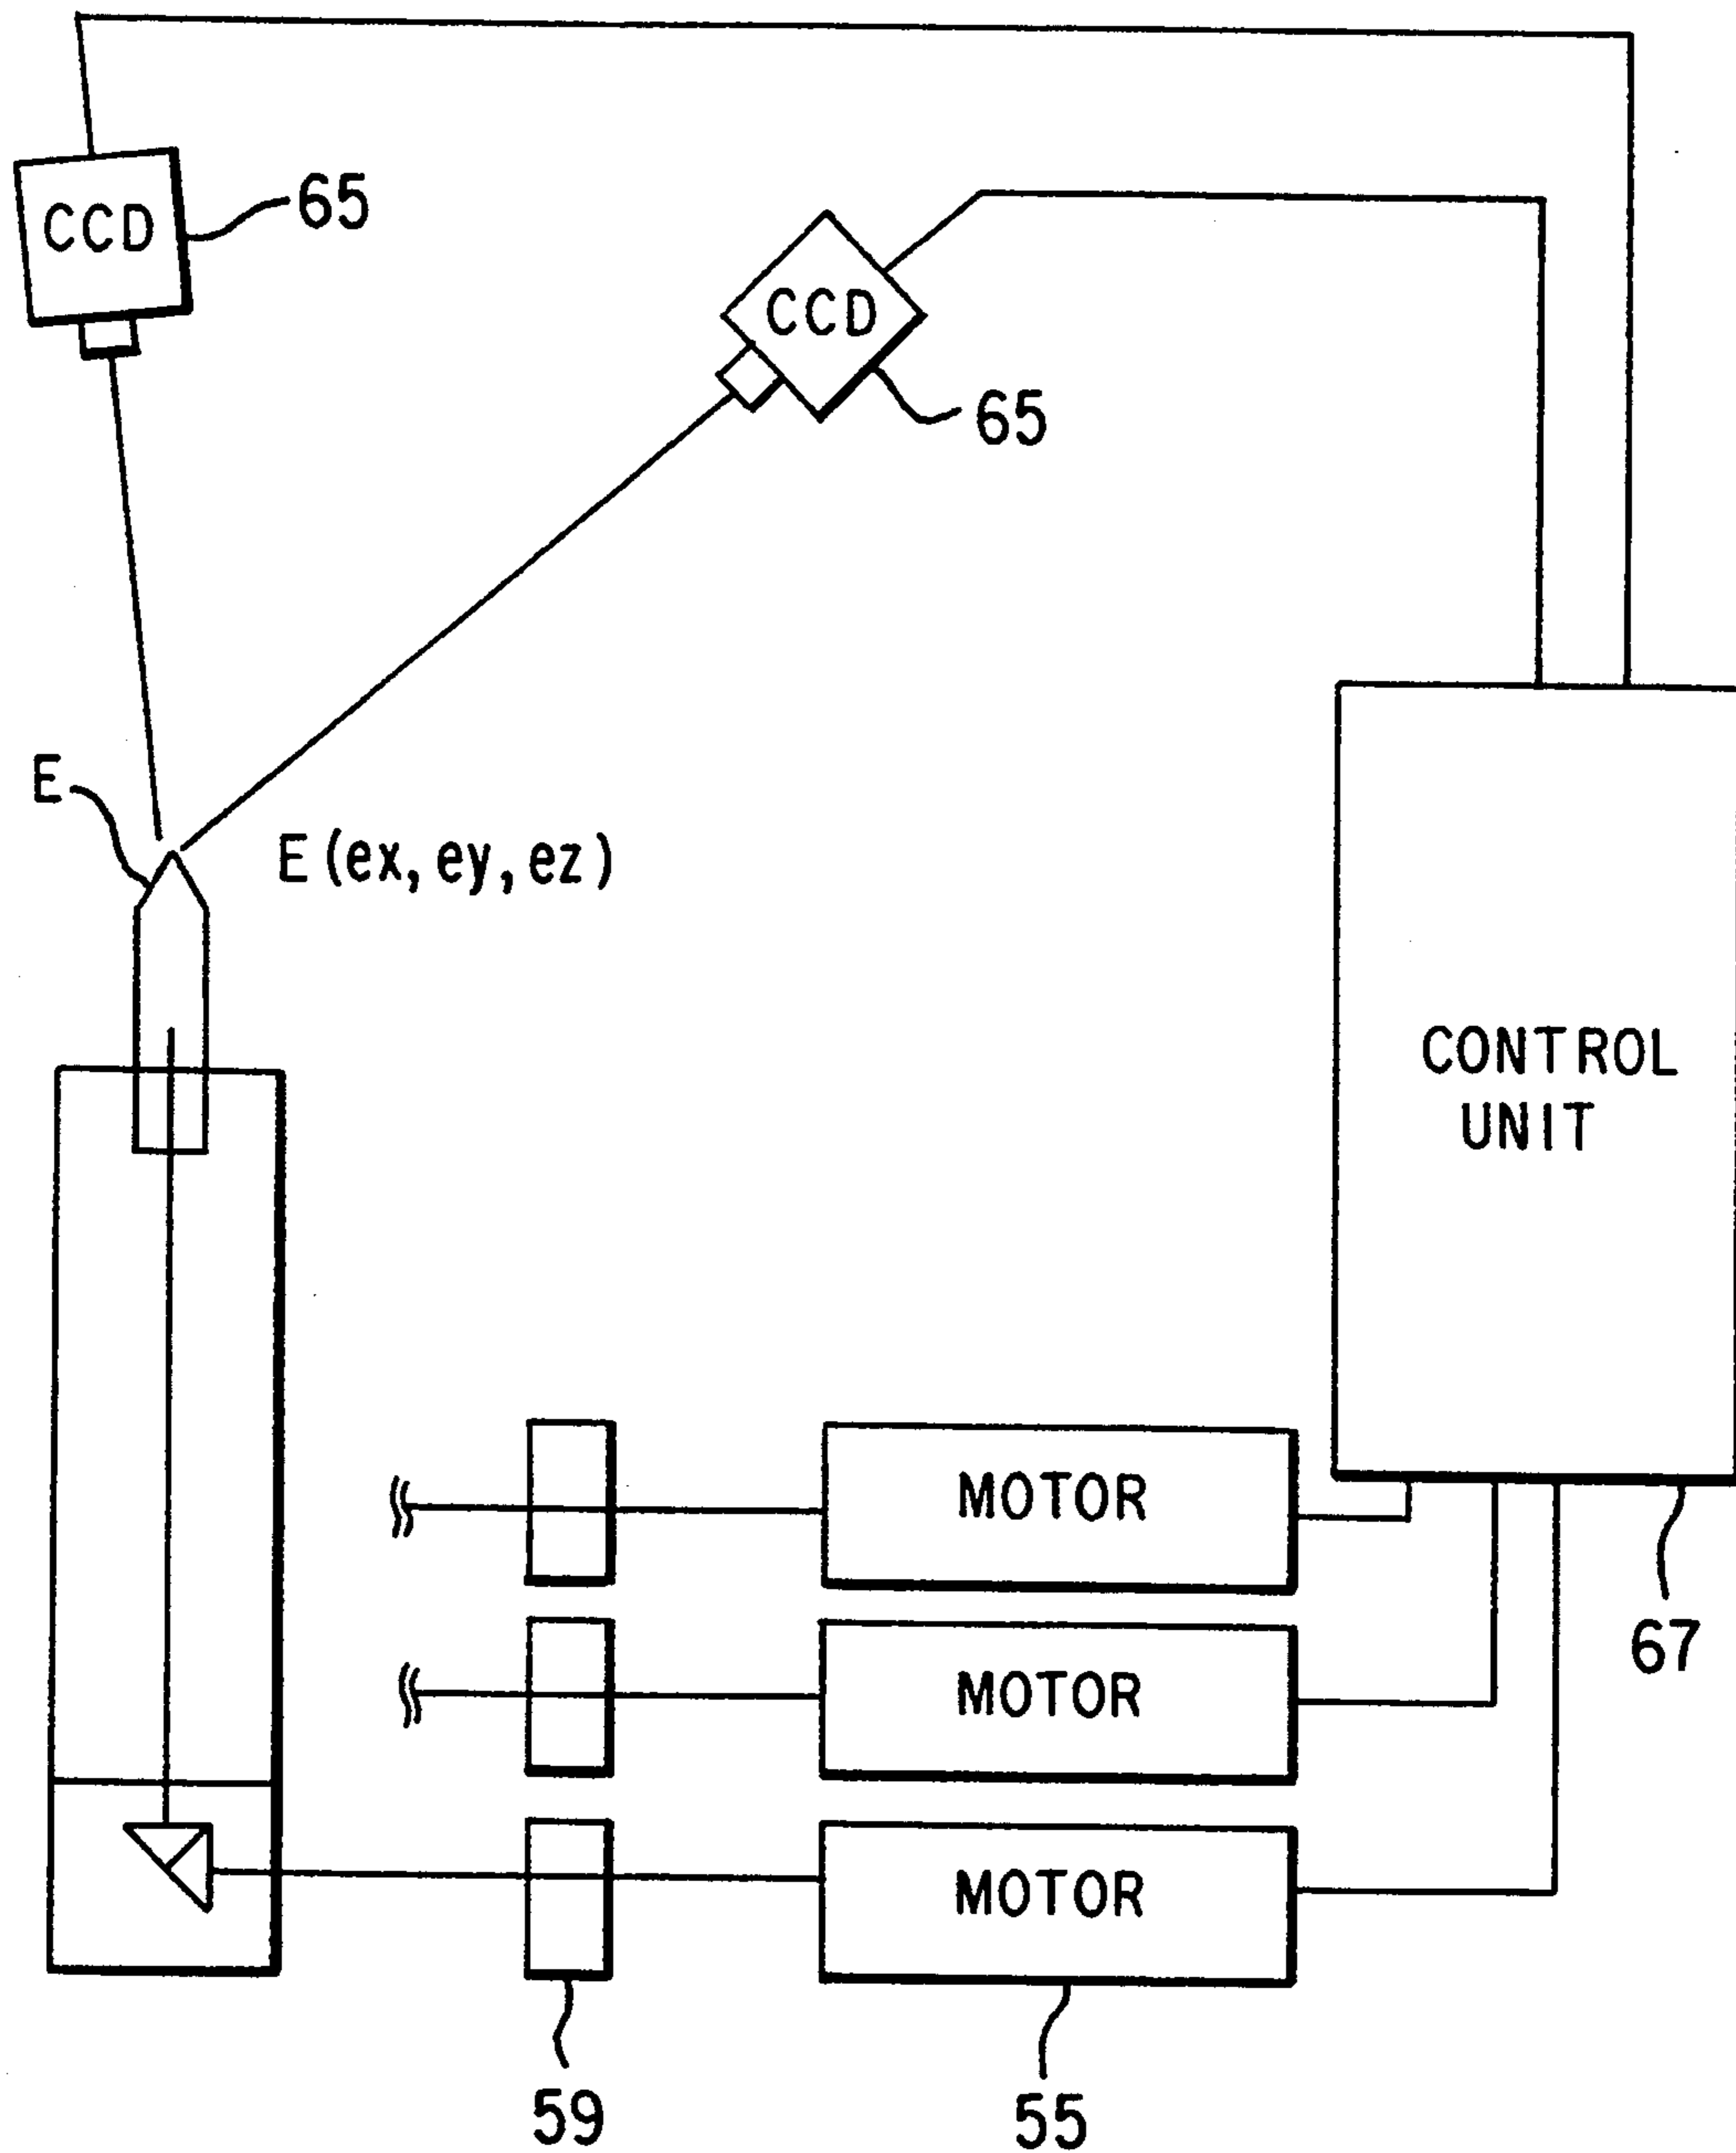 CCD
65
CCD
65
E
E(ex, ey, ez)
CONTROL
UNIT
MOTOR
67
MOTOR
MOTOR
59
55